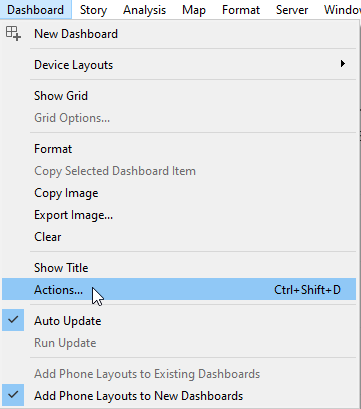 Dashboard Story Analysis Map Format Server Window
New Dashboard
Device Layouts
Show Grid
Grid Options...
Format
Copy Selected Dashboard Item
Copy Image
Export Image...
Clear
Show Title
Actions... Ctrl+Shift+D
Auto Update
Run Update
Add Phone Layouts to Existing Dashboards
Add Phone Layouts to New Dashboards